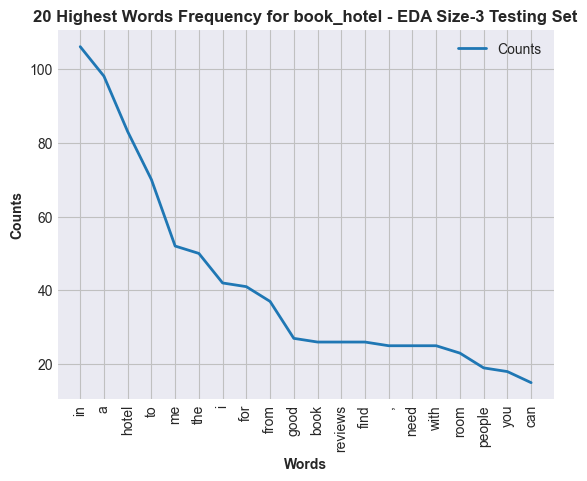 20 Highest Words Frequency for book_hotel - EDA Size-3 Testing Set
Counts
100
80
60
40
20
Counts
in
a
hotel
to
me
the
i
for
from
good
book
reviews
find
,
need
with
room
people
you
can
Words